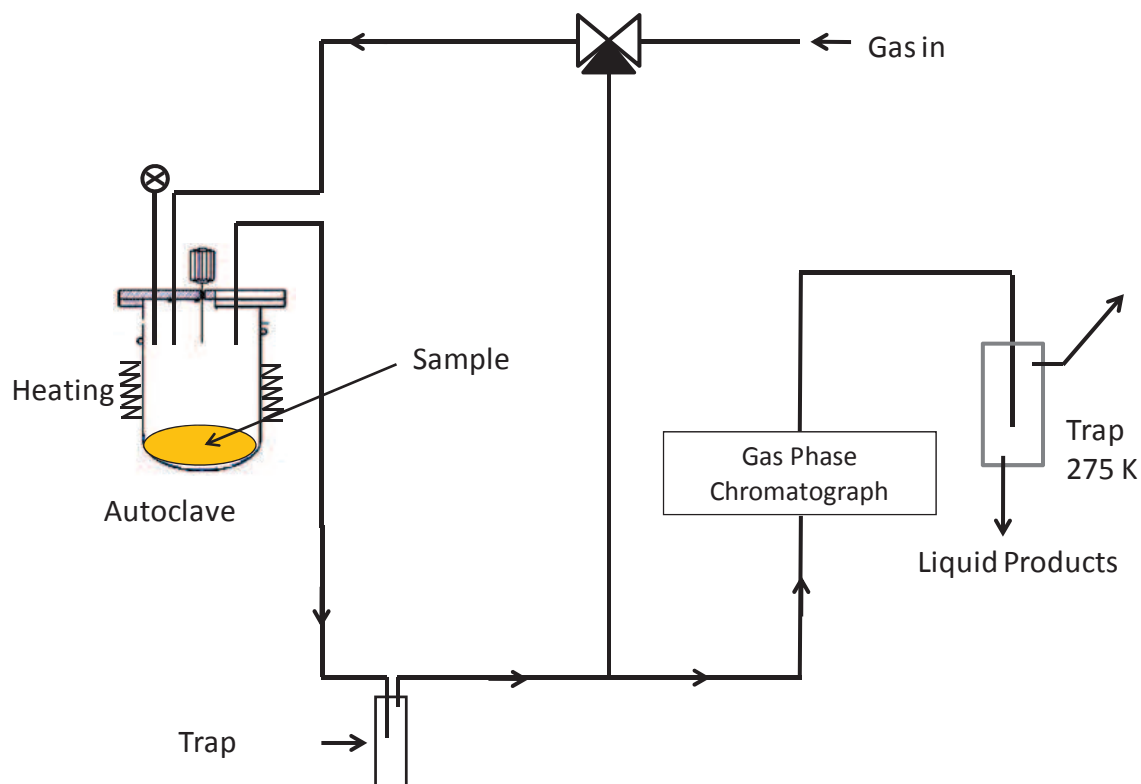 Gas in
Sample
Heating
Autoclave
Gas Phase
Chromatograph
Trap
275 K
Liquid Products
Trap